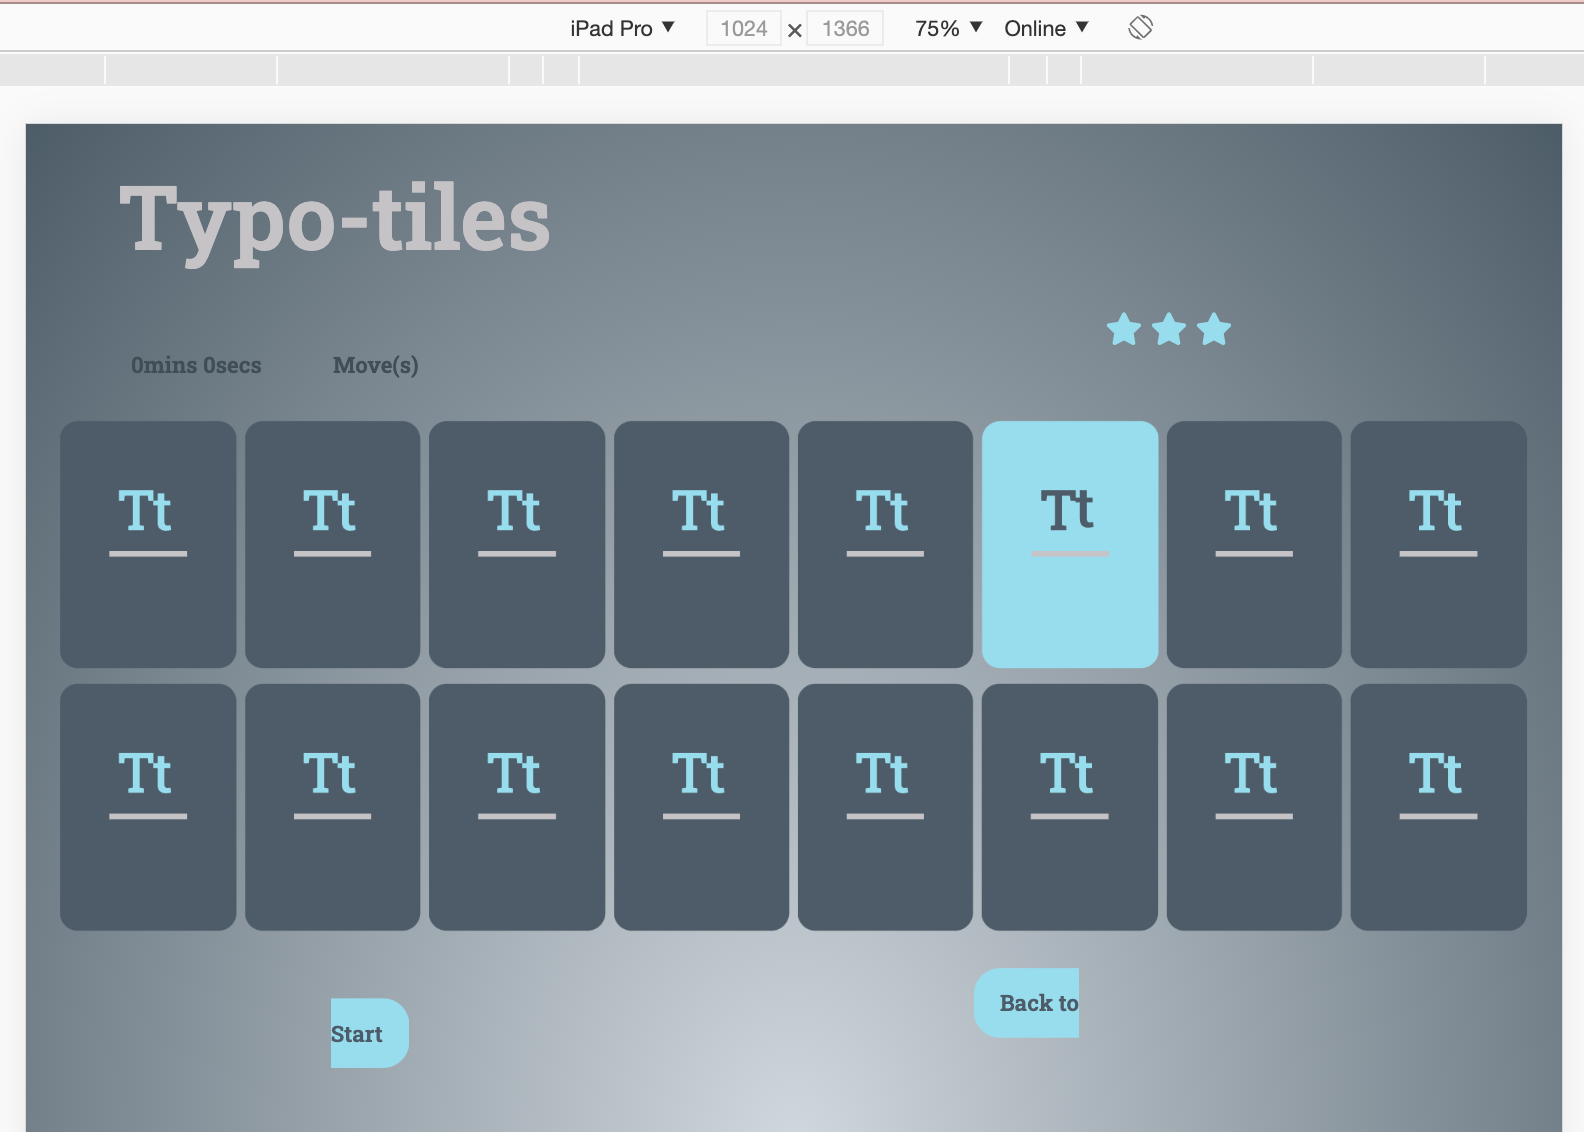 iPad Pro ▼ 1024 × 1366 75% ▼ Online ▼
Typo-tiles
0mins 0secs Move(s)
Tt Tt Tt Tt Tt Tt Tt Tt
Tt Tt Tt Tt Tt Tt Tt Tt
Back to
Start